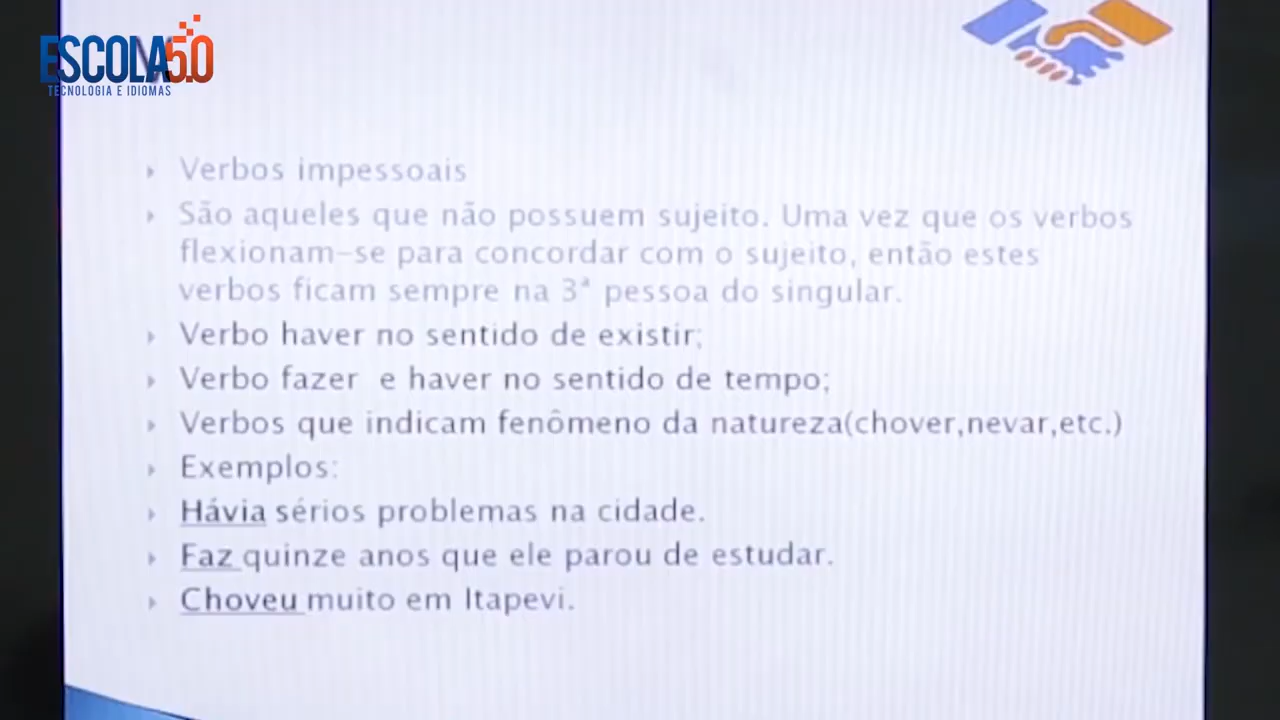 ESCOLA 5.0
TECNOLOGIA E IDIOMAS
Verbos impessoais
São aqueles que não possuem sujeito. Uma vez que os verbos
flexionam-se para concordar com o sujeito, então estes
verbos ficam sempre na 3ª pessoa do singular.
Verbo haver no sentido de existir;
Verbo fazer e haver no sentido de tempo;
Verbos que indicam fenômeno da natureza(chover,nevar,etc.)
Exemplos:
Hávia sérios problemas na cidade.
Faz quinze anos que ele parou de estudar.
Choveu muito em Itapevi.